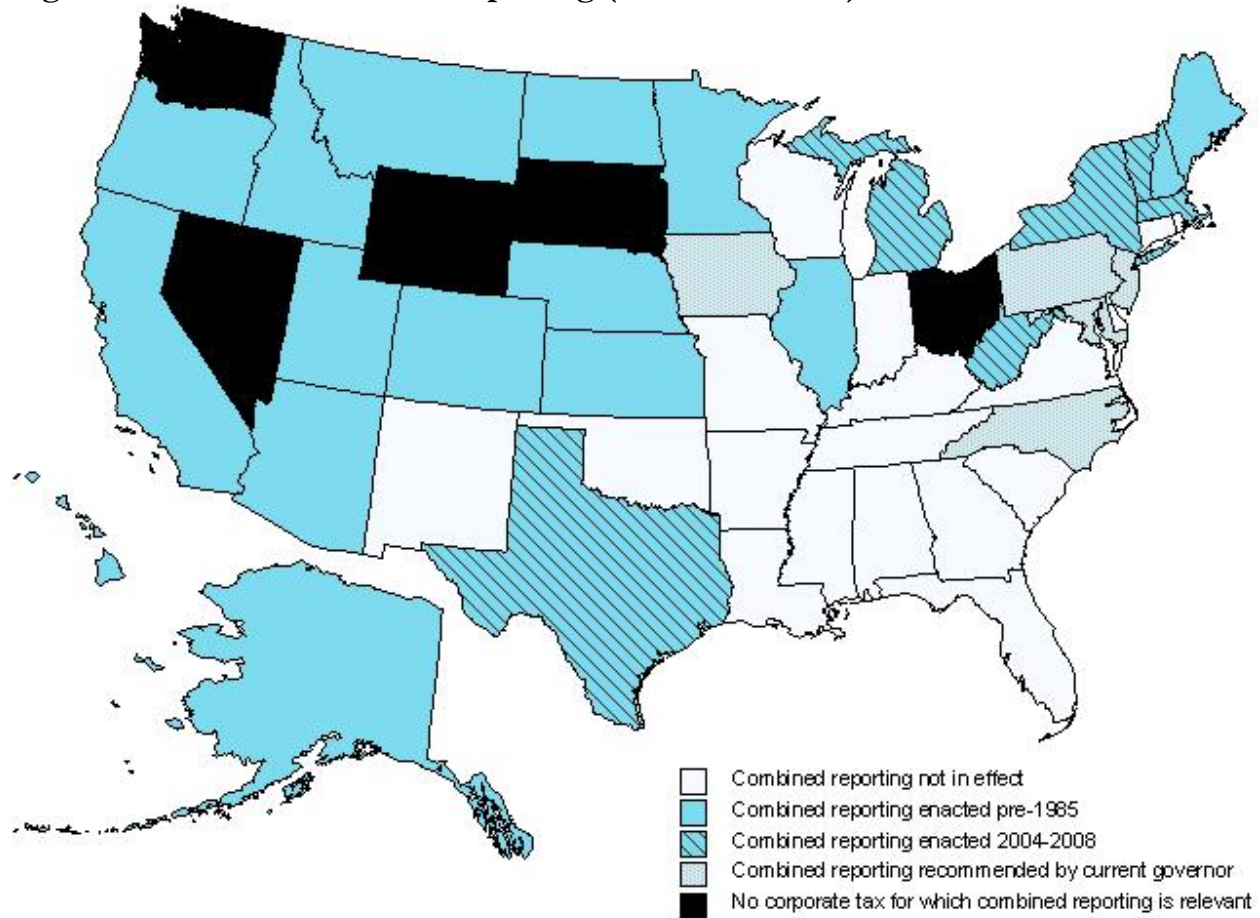 Combined reporting not in effect
Combined reporting enacted pre-1985
Combined reporting enacted 2004-2008
Combined reporting recommended by current governor
No corporate tax for which combined reporting is relevant